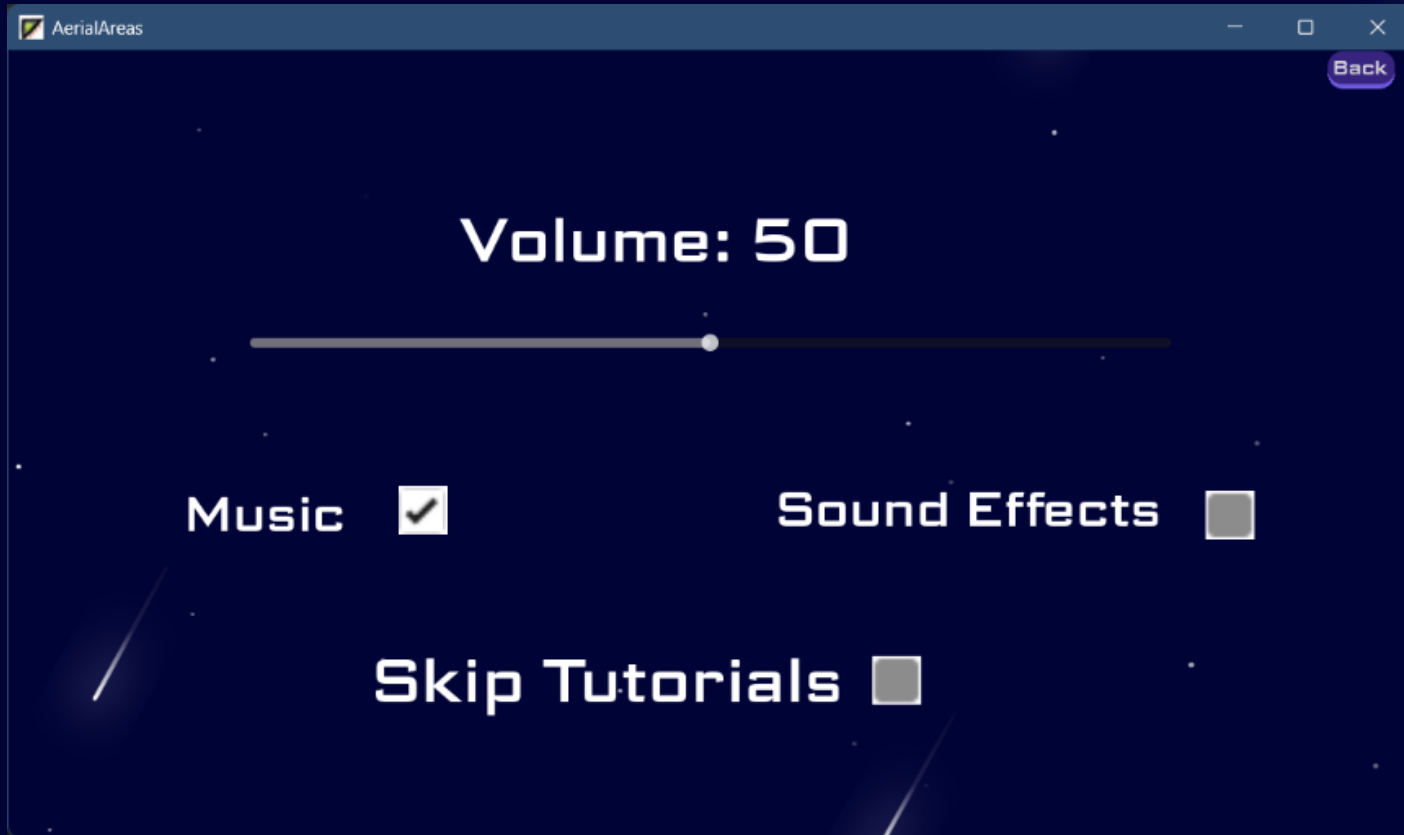 AerialAreas
Back
Volume: 50
Music
Sound Effects
Skip Tutorials